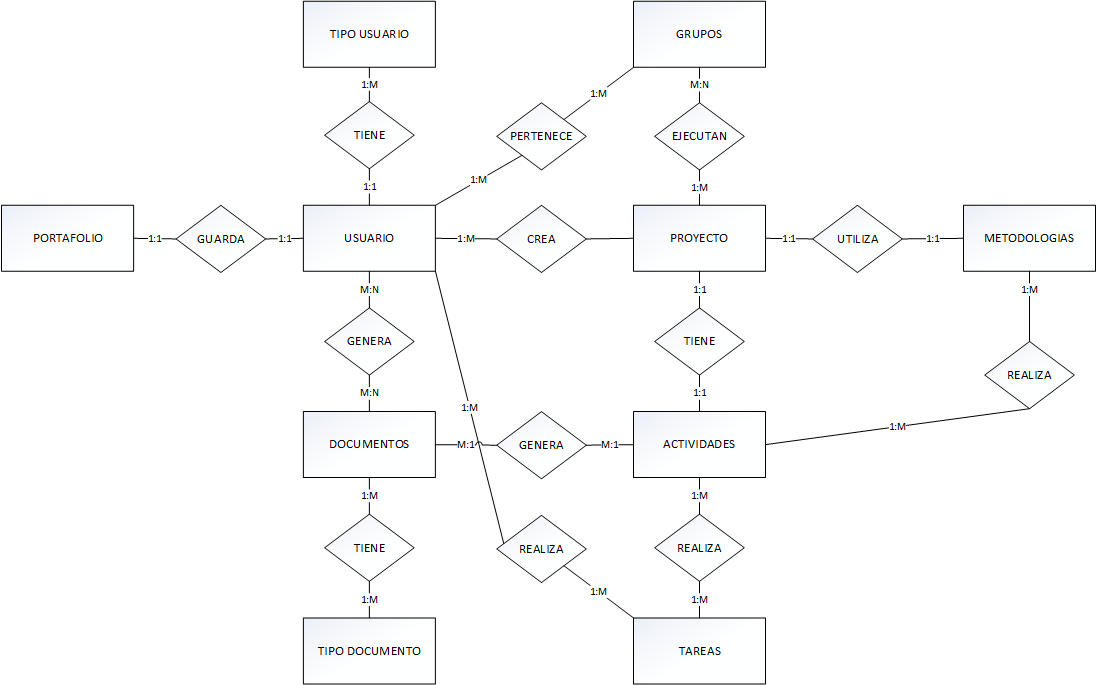 TIPO USUARIO
GRUPOS
1:M
M:N
1:M
TIENE
PERTENECE
EJECUTAN
1:M
1:1
1:M
PORTAFOLIO
1:1
GUARDA
1:1
USUARIO
1:M
CREA
PROYECTO
1:1
UTILIZA
1:1
METODOLOGIAS
M:N
1:1
1:M
GENERA
TIENE
REALIZA
M:N
1:1
1:M
1:M
DOCUMENTOS
M:1
GENERA
M:1
ACTIVIDADES
1:M
1:M
TIENE
REALIZA
REALIZA
1:M
1:M
1:M
TIPO DOCUMENTO
TAREAS